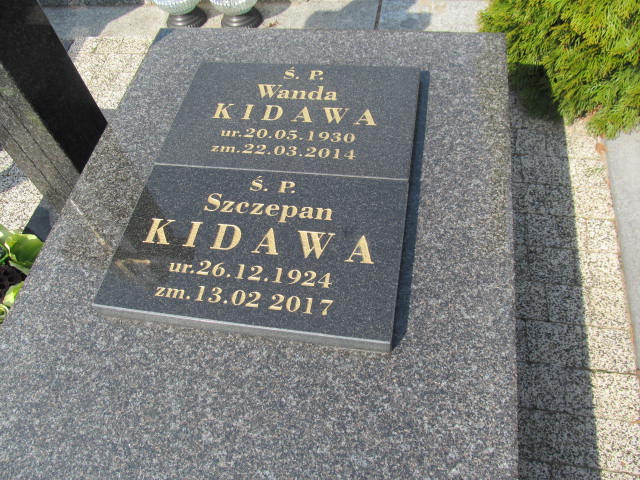 Ś. P.
Wanda
KIDAWA
ur.20.05.1930
zm.22.03.2014
Ś. P.
Szczepan
KIDAWA
ur.26.12.1924
zm.13.02 2017